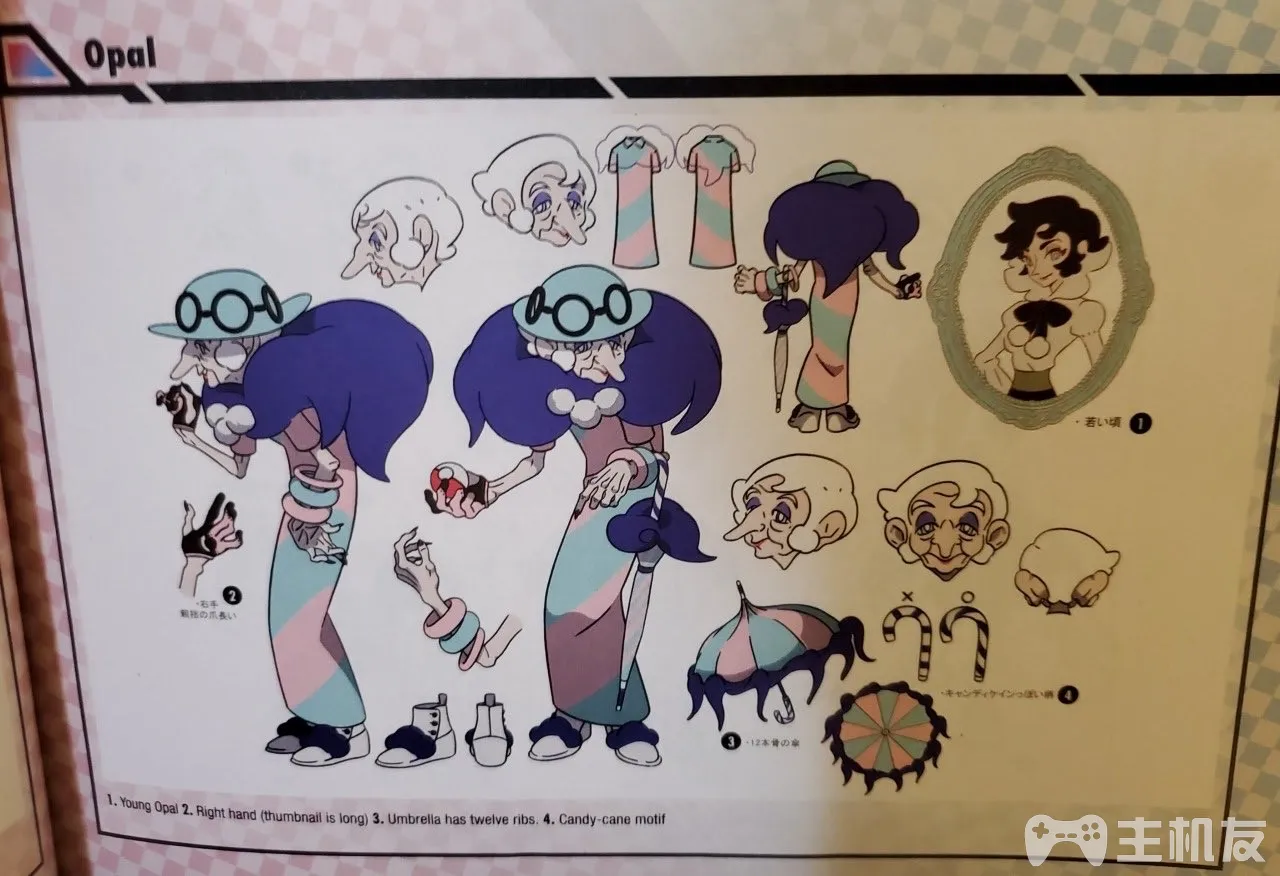 Opal
・若い頃 1
2
・右手
親指の爪長い
・キャンディケインっぽい柄 4
3 ・12本骨の傘
1. Young Opal 2. Right hand (thumbnail is long) 3. Umbrella has twelve ribs. 4. Candy-cane motif
主机友